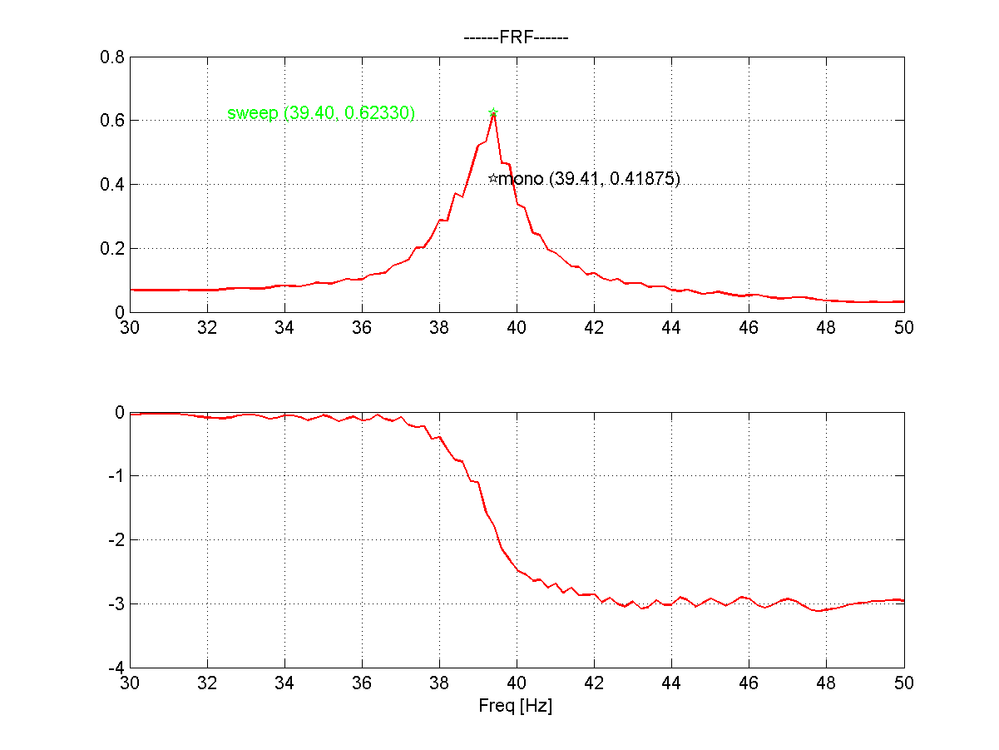 ------FRF------
0.8
sweep (39.40, 0.62330)
0.6
mono (39.41, 0.41875)
0.4
0.2
0
30 32 34 36 38 40 42 44 46 48 50
0
-1
-2
-3
-4
30 32 34 36 38 40 42 44 46 48 50
Freq [Hz]